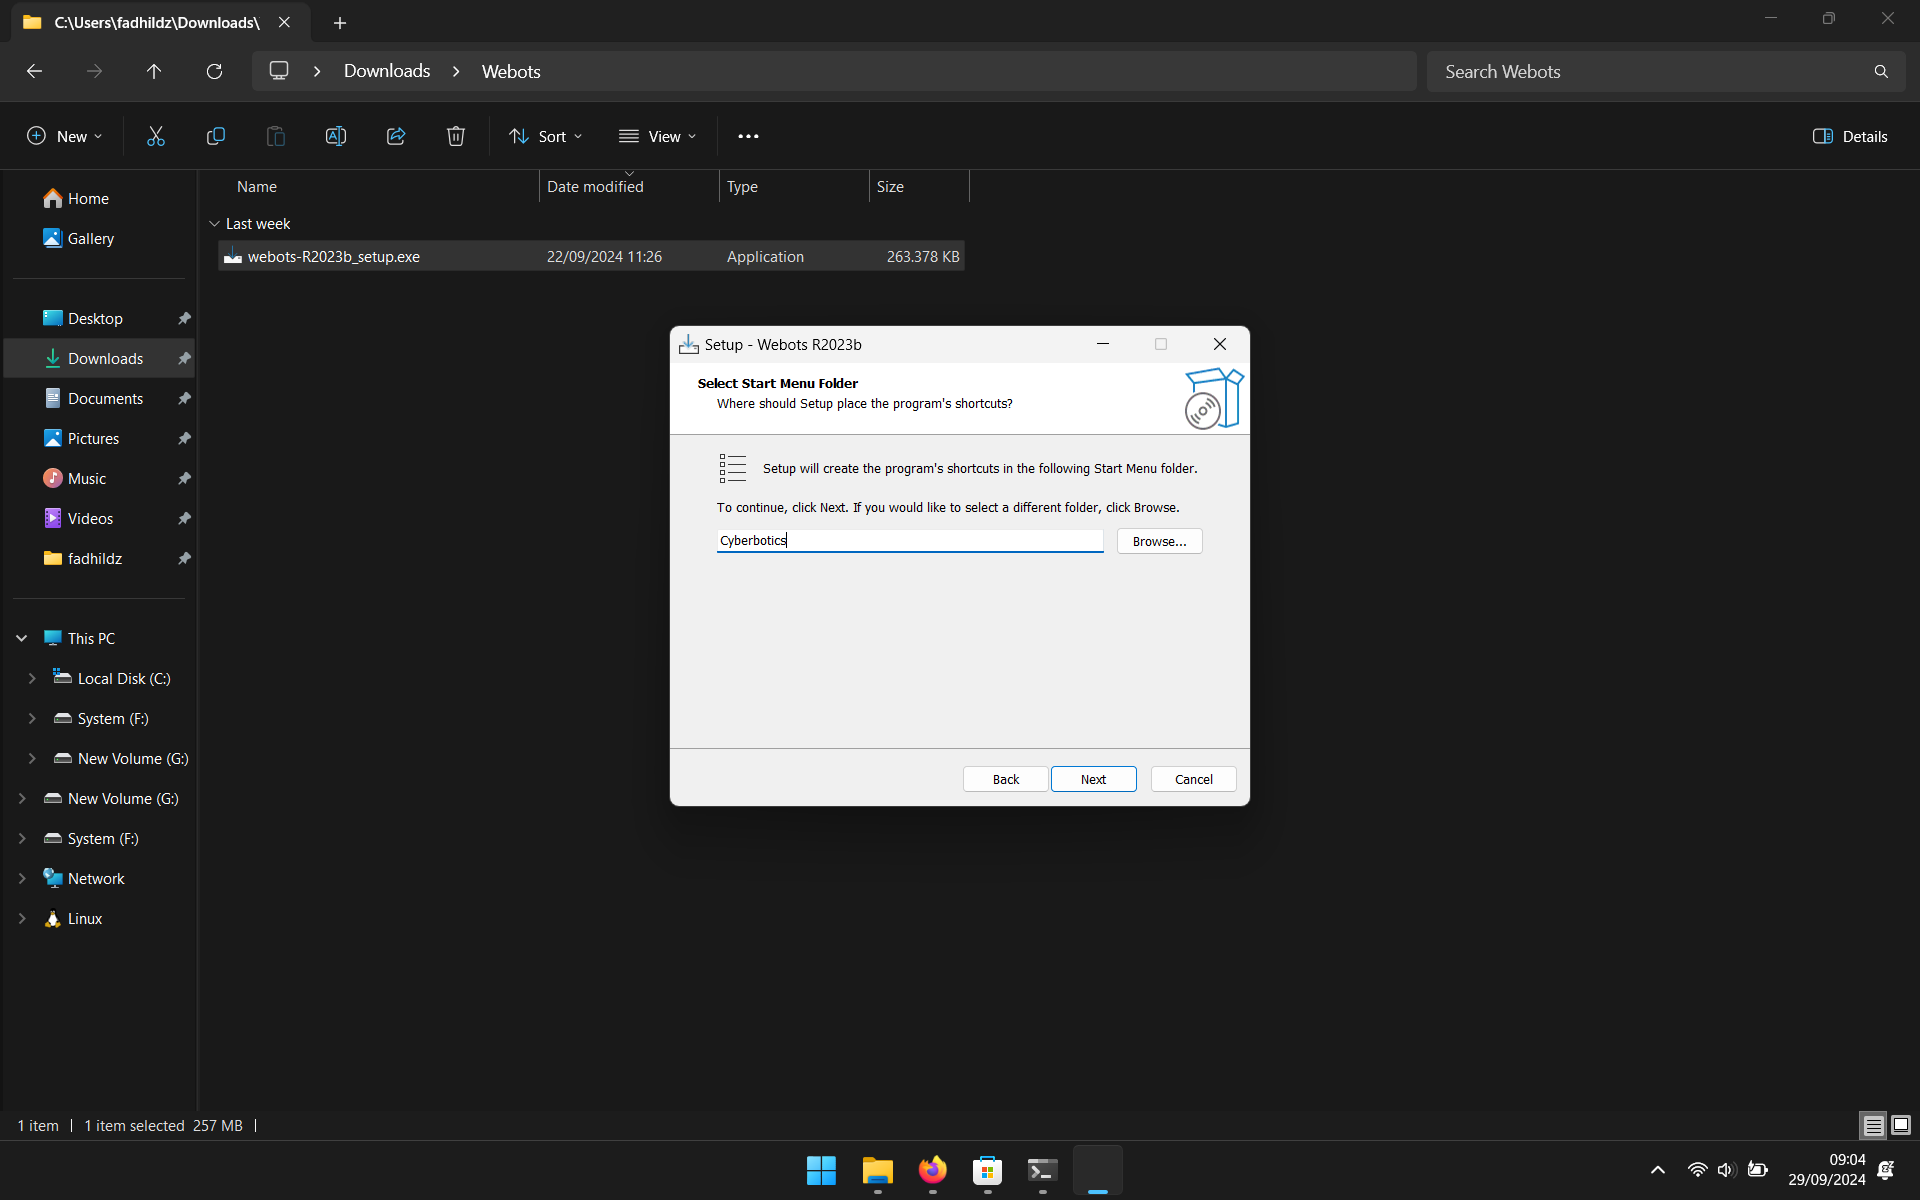 C:\Users\fadhildz\Downloads\
Downloads
Webots
Search Webots
New
Sort
View
Details
Name
Date modified
Type
Size
Last week
webots-R2023b_setup.exe
22/09/2024 11:26
Application
263.378 KB
Home
Gallery
Desktop
Downloads
Documents
Pictures
Music
Videos
fadhildz
This PC
Local Disk (C:)
System (F:)
New Volume (G:)
New Volume (G:)
System (F:)
Network
Linux
Setup - Webots R2023b
Select Start Menu Folder
Where should Setup place the program's shortcuts?
Setup will create the program's shortcuts in the following Start Menu folder.
To continue, click Next. If you would like to select a different folder, click Browse.
Cyberbotics
Browse...
Back
Next
Cancel
1 item
1 item selected 257 MB
09:04
29/09/2024